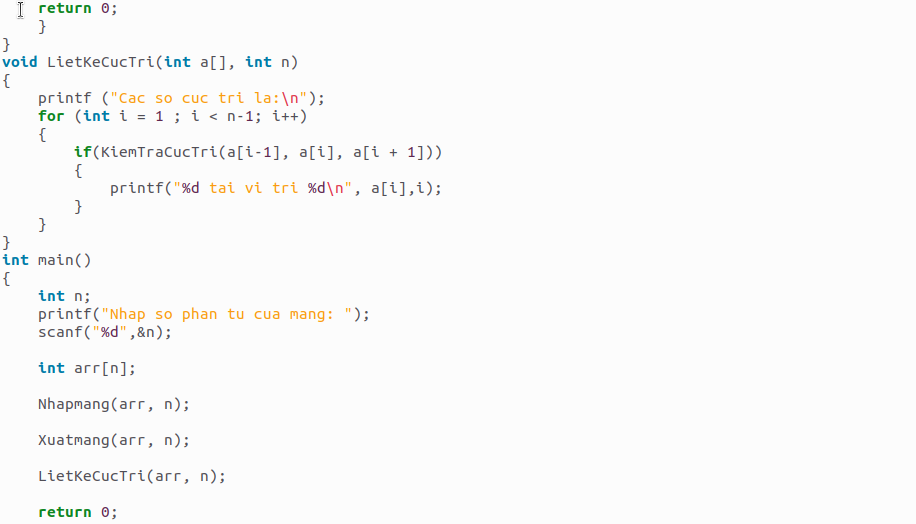 return 0;
    }
}
void LietKeCucTri(int a[], int n)
{
    printf ("Cac so cuc tri la:\n");
    for (int i = 1 ; i < n-1; i++)
    {
        if(KiemTraCucTri(a[i-1], a[i], a[i + 1]))
        {
            printf("%d tai vi tri %d\n", a[i],i);
        }
    }
}
int main()
{
    int n;
    printf("Nhap so phan tu cua mang: ");
    scanf("%d",&n);

    int arr[n];

    Nhapmang(arr, n);

    Xuatmang(arr, n);

    LietKeCucTri(arr, n);

    return 0;